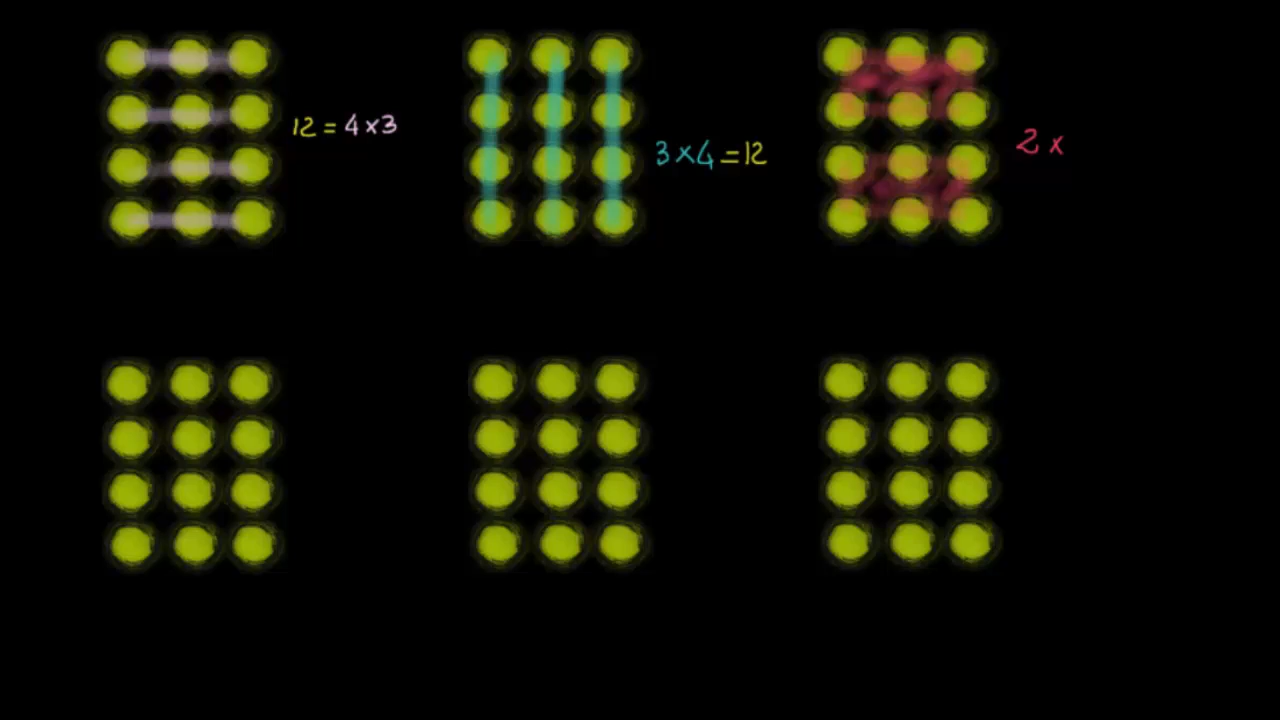 12 = 4 × 3
3 × 4 = 12
2 ×